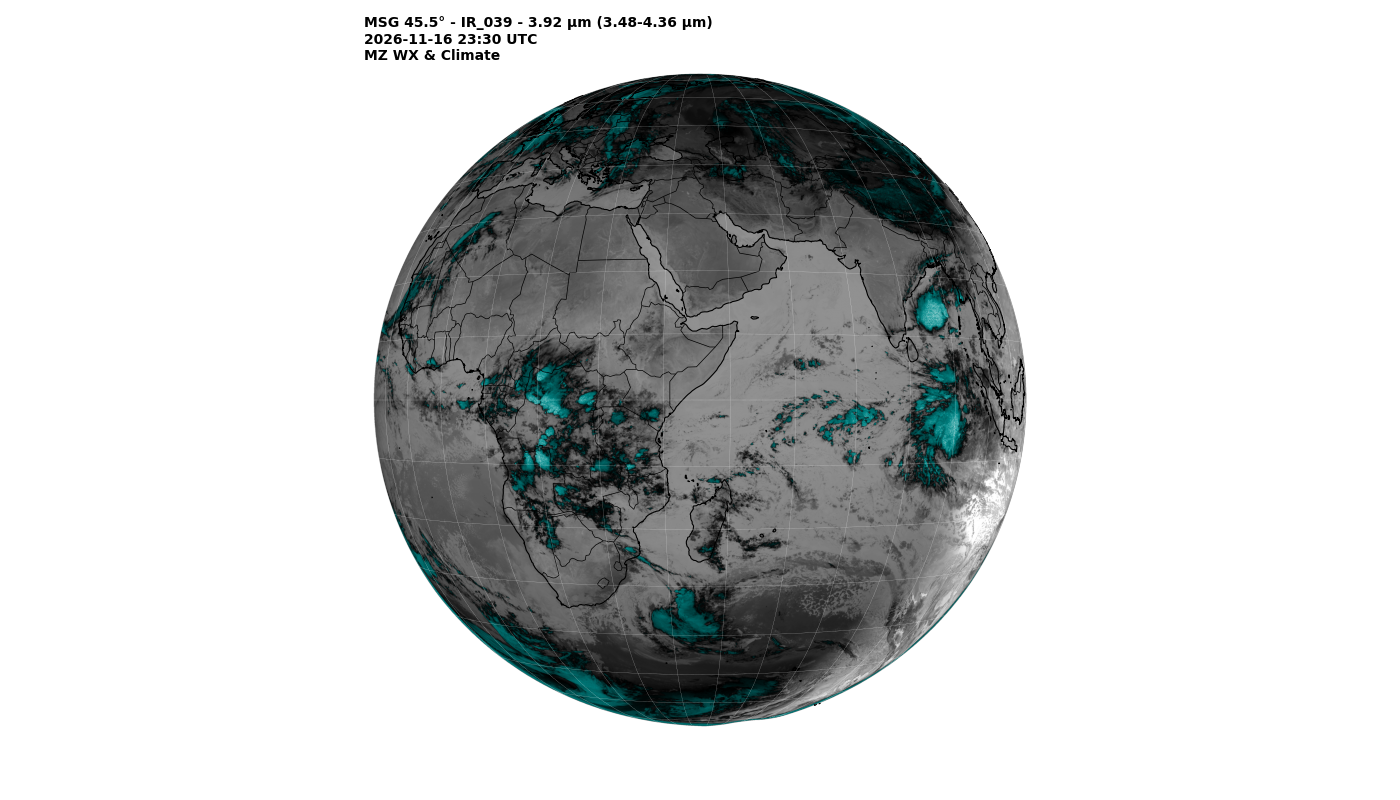 MSG 45.5° - IR_039 - 3.92 µm (3.48-4.36 µm)
2026-11-16 23:30 UTC
MZ WX & Climate